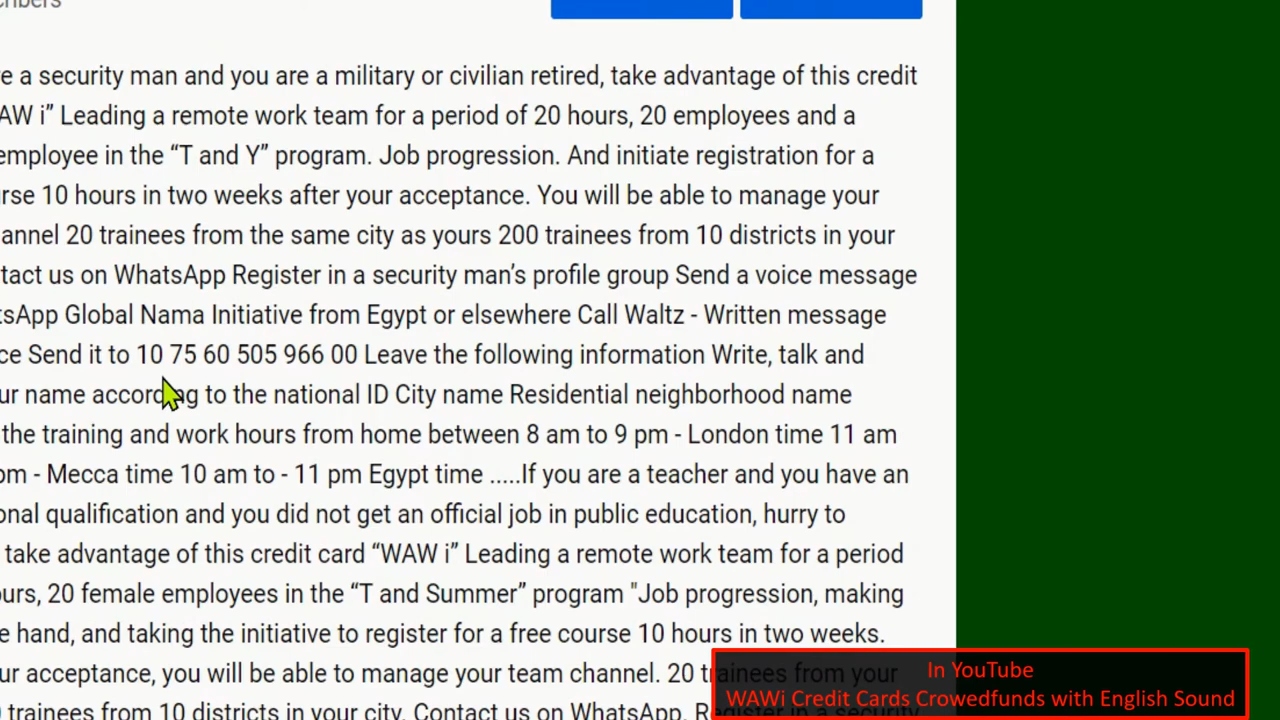 cribers
e a security man and you are a military or civilian retired, take advantage of this credit
AW i” Leading a remote work team for a period of 20 hours, 20 employees and a
employee in the “T and Y” program. Job progression. And initiate registration for a
rse 10 hours in two weeks after your acceptance. You will be able to manage your
annel 20 trainees from the same city as yours 200 trainees from 10 districts in your
tact us on WhatsApp Register in a security man’s profile group Send a voice message
tsApp Global Nama Initiative from Egypt or elsewhere Call Waltz - Written message
ce Send it to 10 75 60 505 966 00 Leave the following information Write, talk and
ur name according to the national ID City name Residential neighborhood name
the training and work hours from home between 8 am to 9 pm - London time 11 am
pm - Mecca time 10 am to - 11 pm Egypt time .....If you are a teacher and you have an
onal qualification and you did not get an official job in public education, hurry to
take advantage of this credit card “WAW i” Leading a remote work team for a period
ours, 20 female employees in the “T and Summer” program "Job progression, making
e hand, and taking the initiative to register for a free course 10 hours in two weeks.
ur acceptance, you will be able to manage your team channel. 20 trainees from your
trainees from 10 districts in your city. Contact us on WhatsApp. Register in a security
In YouTube
WAWi Credit Cards Crowedfunds with English Sound